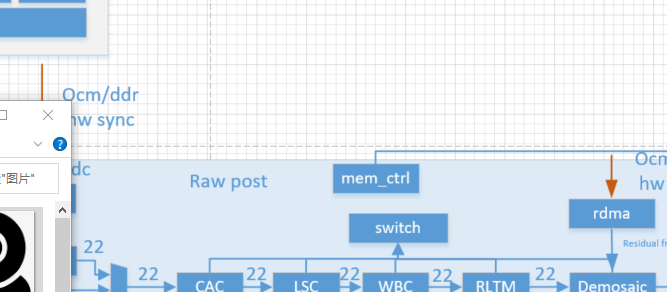 Ocm/ddr
hw sync
"图片"
dc
Raw post
mem_ctrl
Ocm
hw
switch
rdma
Residual fr
22
22
CAC
22
LSC
22
WBC
22
RLTM
22
Demosaic